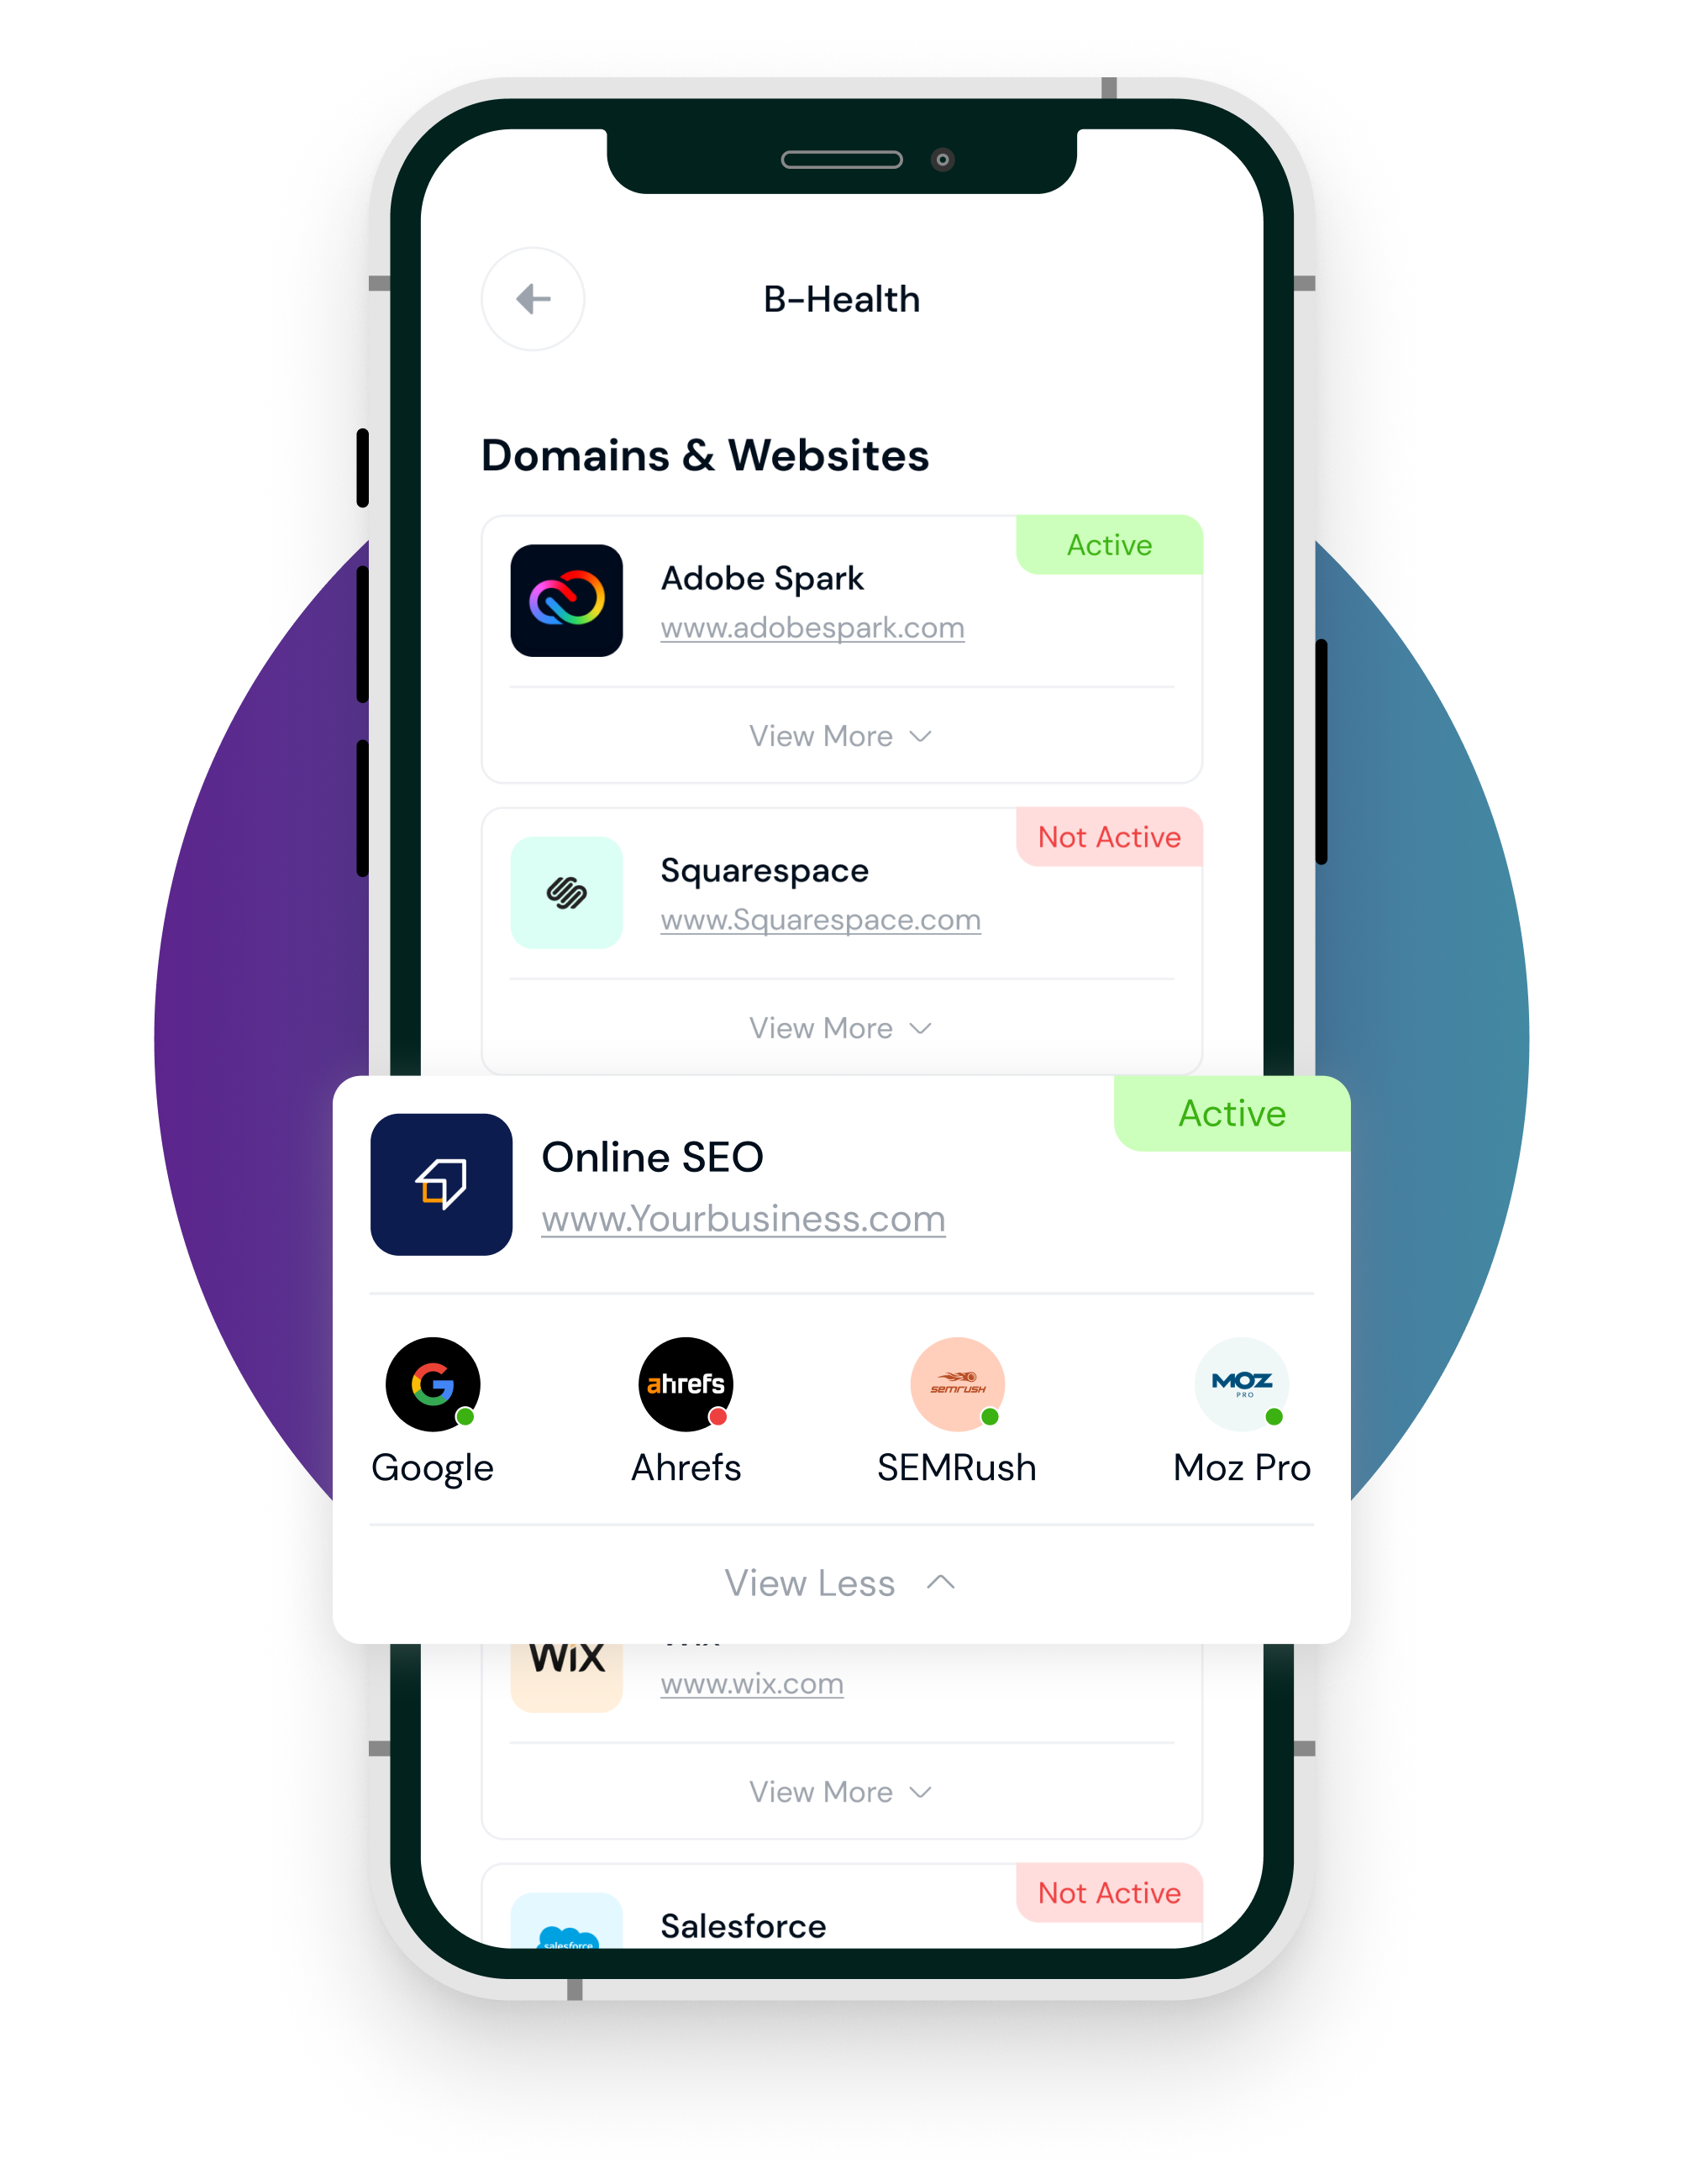 B-Health
Domains & Websites
Active
Adobe Spark
www.adobespark.com
View More
Not Active
Squarespace
www.Squarespace.com
View More
Active
Online SEO
www.Yourbusiness.com
ahrefs
semrush
MOZ
PRO
Google
Ahrefs
SEMRush
Moz Pro
View Less
WiX
www.wix.com
View More
Not Active
Salesforce
salesforce